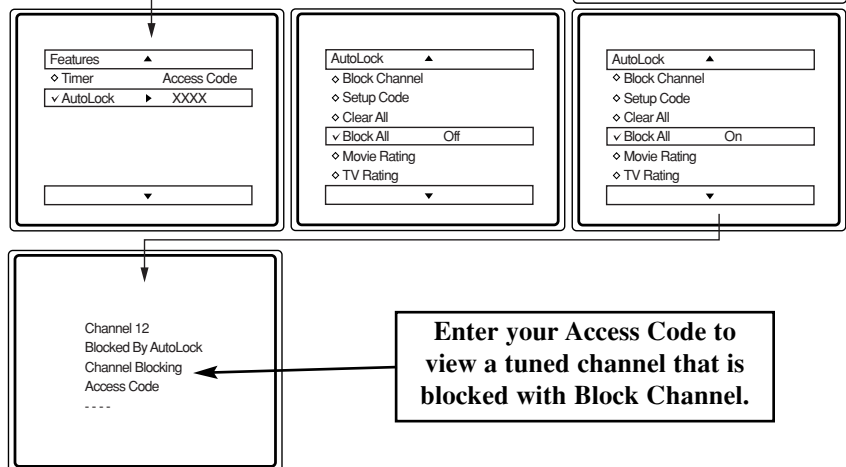 Features
Timer Access Code
AutoLock XXXX
AutoLock
Block Channel
Setup Code
Clear All
Block All Off
Movie Rating
TV Rating
AutoLock
Block Channel
Setup Code
Clear All
Block All On
Movie Rating
TV Rating
Channel 12
Blocked By AutoLock
Channel Blocking
Access Code
- - - -
Enter your Access Code to
view a tuned channel that is
blocked with Block Channel.